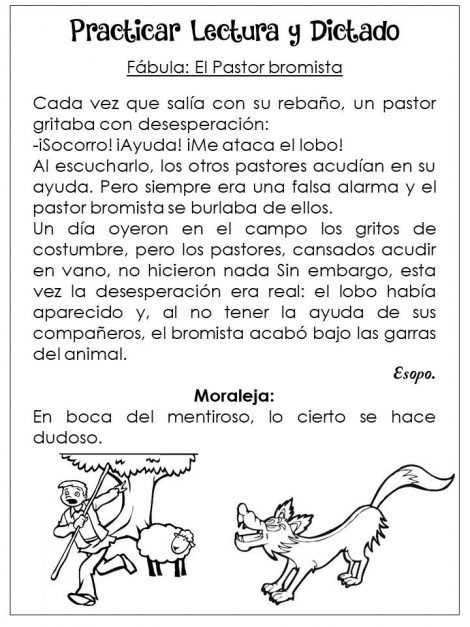 Practicar Lectura y Dictado
Fábula: El Pastor bromista
Cada vez que salía con su rebaño, un pastor
gritaba con desesperación:
-¡Socorro! ¡Ayuda! ¡Me ataca el lobo!
Al escucharlo, los otros pastores acudían en su
ayuda. Pero siempre era una falsa alarma y el
pastor bromista se burlaba de ellos.
Un día oyeron en el campo los gritos de
costumbre, pero los pastores, cansados acudir
en vano, no hicieron nada Sin embargo, esta
vez la desesperación era real: el lobo había
aparecido y, al no tener la ayuda de sus
compañeros, el bromista acabó bajo las garras
del animal.
Esopo.
Moraleja:
En boca del mentiroso, lo cierto se hace
dudoso.